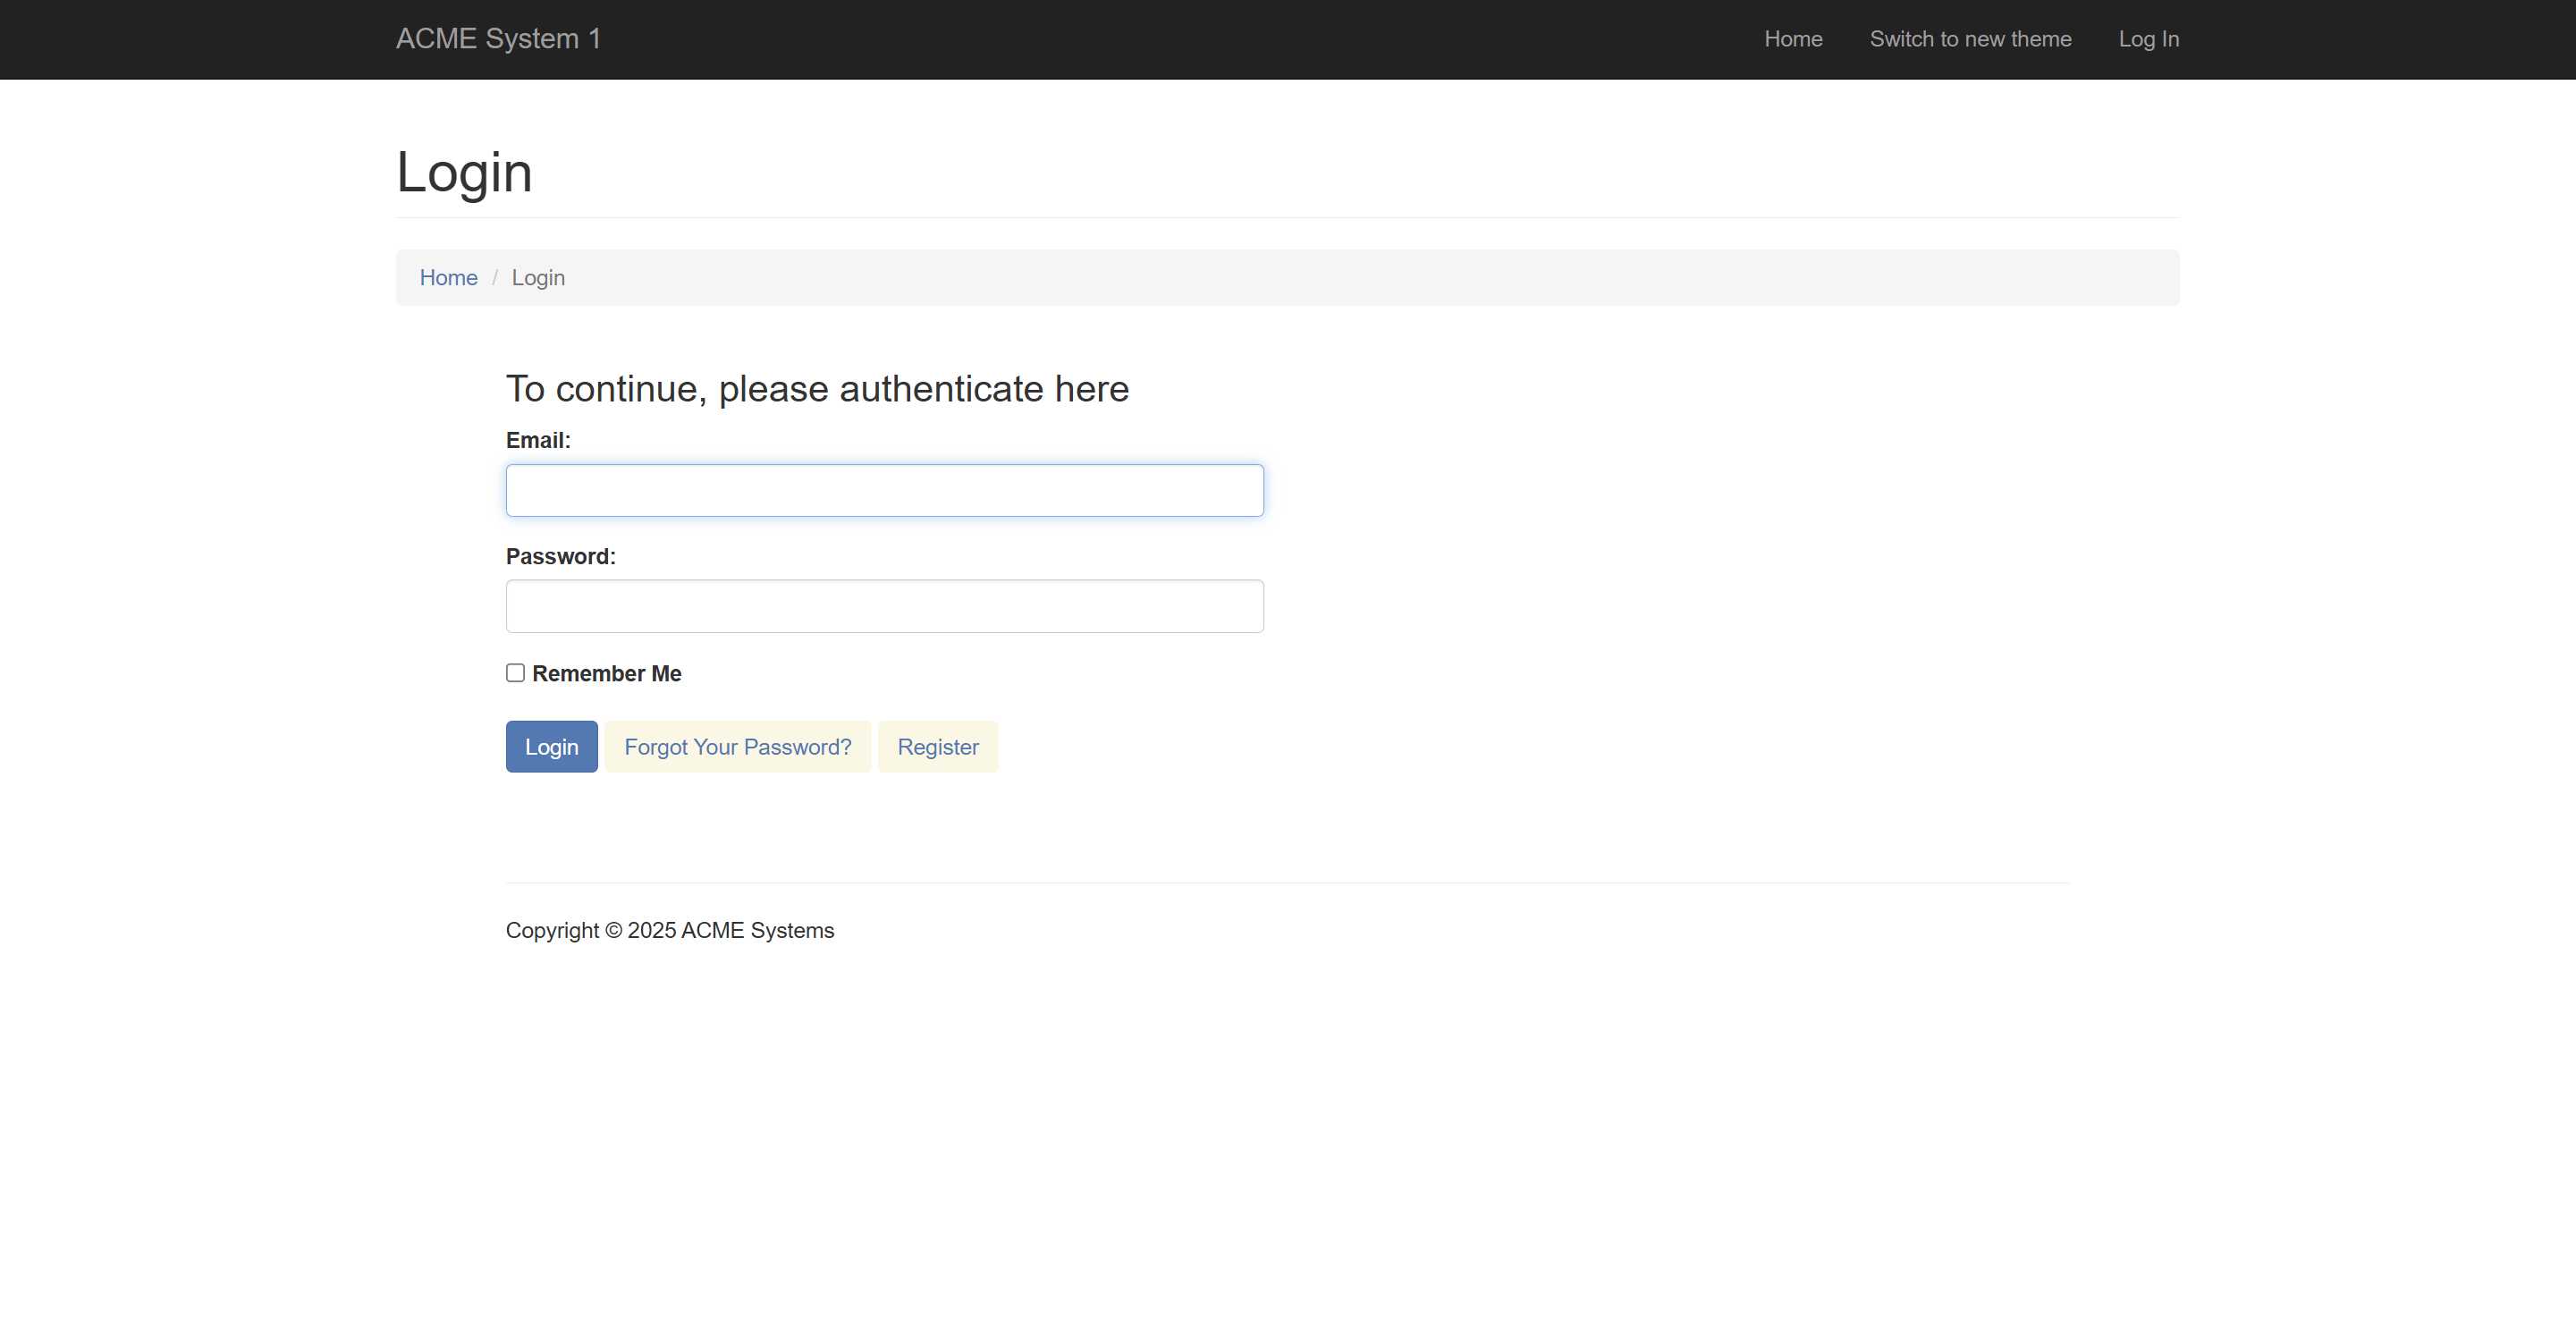 ACME System 1 Home Switch to new theme Log In
Login
Home / Login
To continue, please authenticate here
Email:
Password:
Remember Me
Login Forgot Your Password? Register
Copyright © 2025 ACME Systems